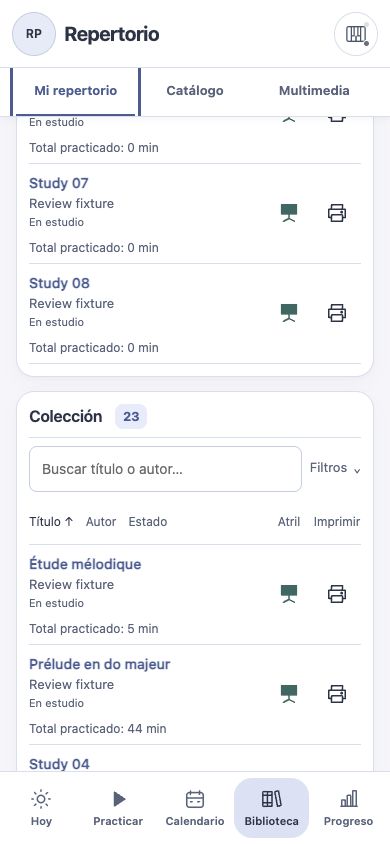 RP Repertorio
Mi repertorio Catálogo Multimedia
En estudio
Total practicado: 0 min
Study 07
Review fixture
En estudio
Total practicado: 0 min
Study 08
Review fixture
En estudio
Total practicado: 0 min
Colección 23
Buscar título o autor... Filtros
Título ↑ Autor Estado Atril Imprimir
Étude mélodique
Review fixture
En estudio
Total practicado: 5 min
Prélude en do majeur
Review fixture
En estudio
Total practicado: 44 min
Study 04
Hoy Practicar Calendario Biblioteca Progreso